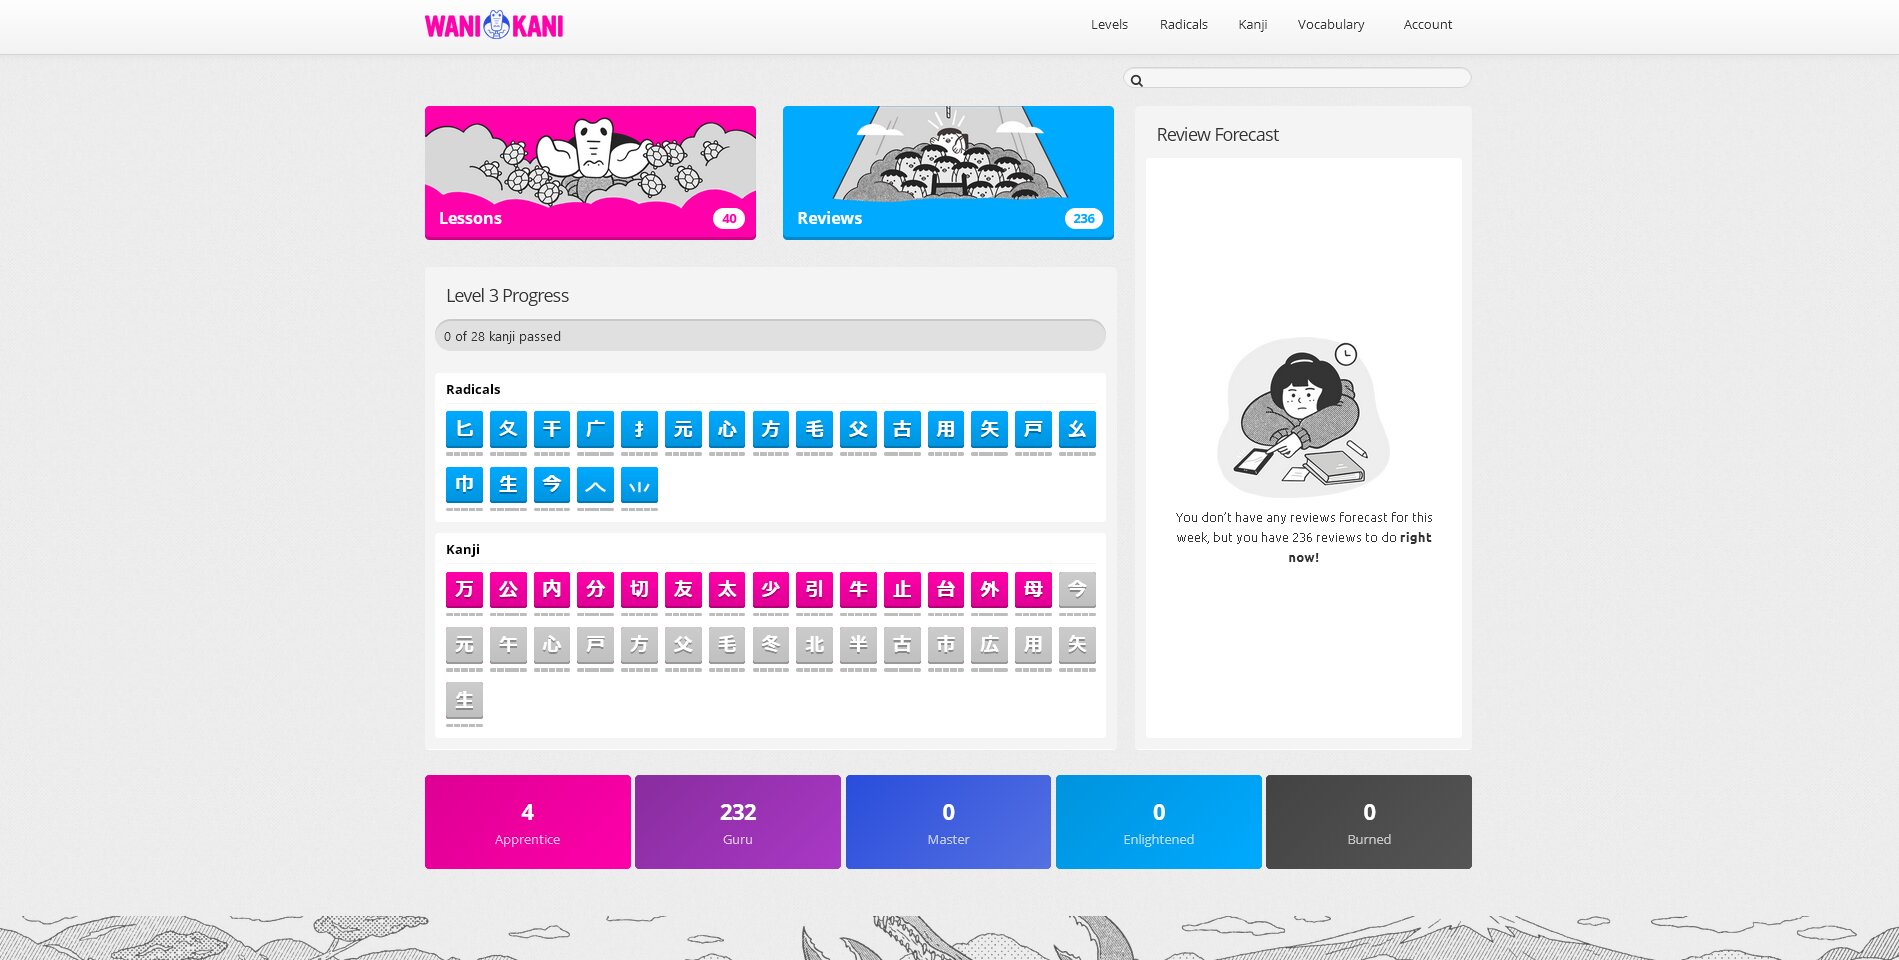 WANI KANI
Levels Radicals Kanji Vocabulary Account
Lessons 40
Reviews 236
Level 3 Progress
0 of 28 kanji passed
Radicals
匕 夂 干 广 扌 元 心 方 毛 父 古 用 矢 戸 幺
巾 生 今 𠆢
Kanji
万 公 内 分 切 友 太 少 引 牛 止 台 外 母 今
元 午 心 戸 方 父 毛 冬 北 半 古 市 広 用 矢
生
Review Forecast
You don't have any reviews forecast for this
week, but you have 236 reviews to do right
now!
4
Apprentice
232
Guru
0
Master
0
Enlightened
0
Burned